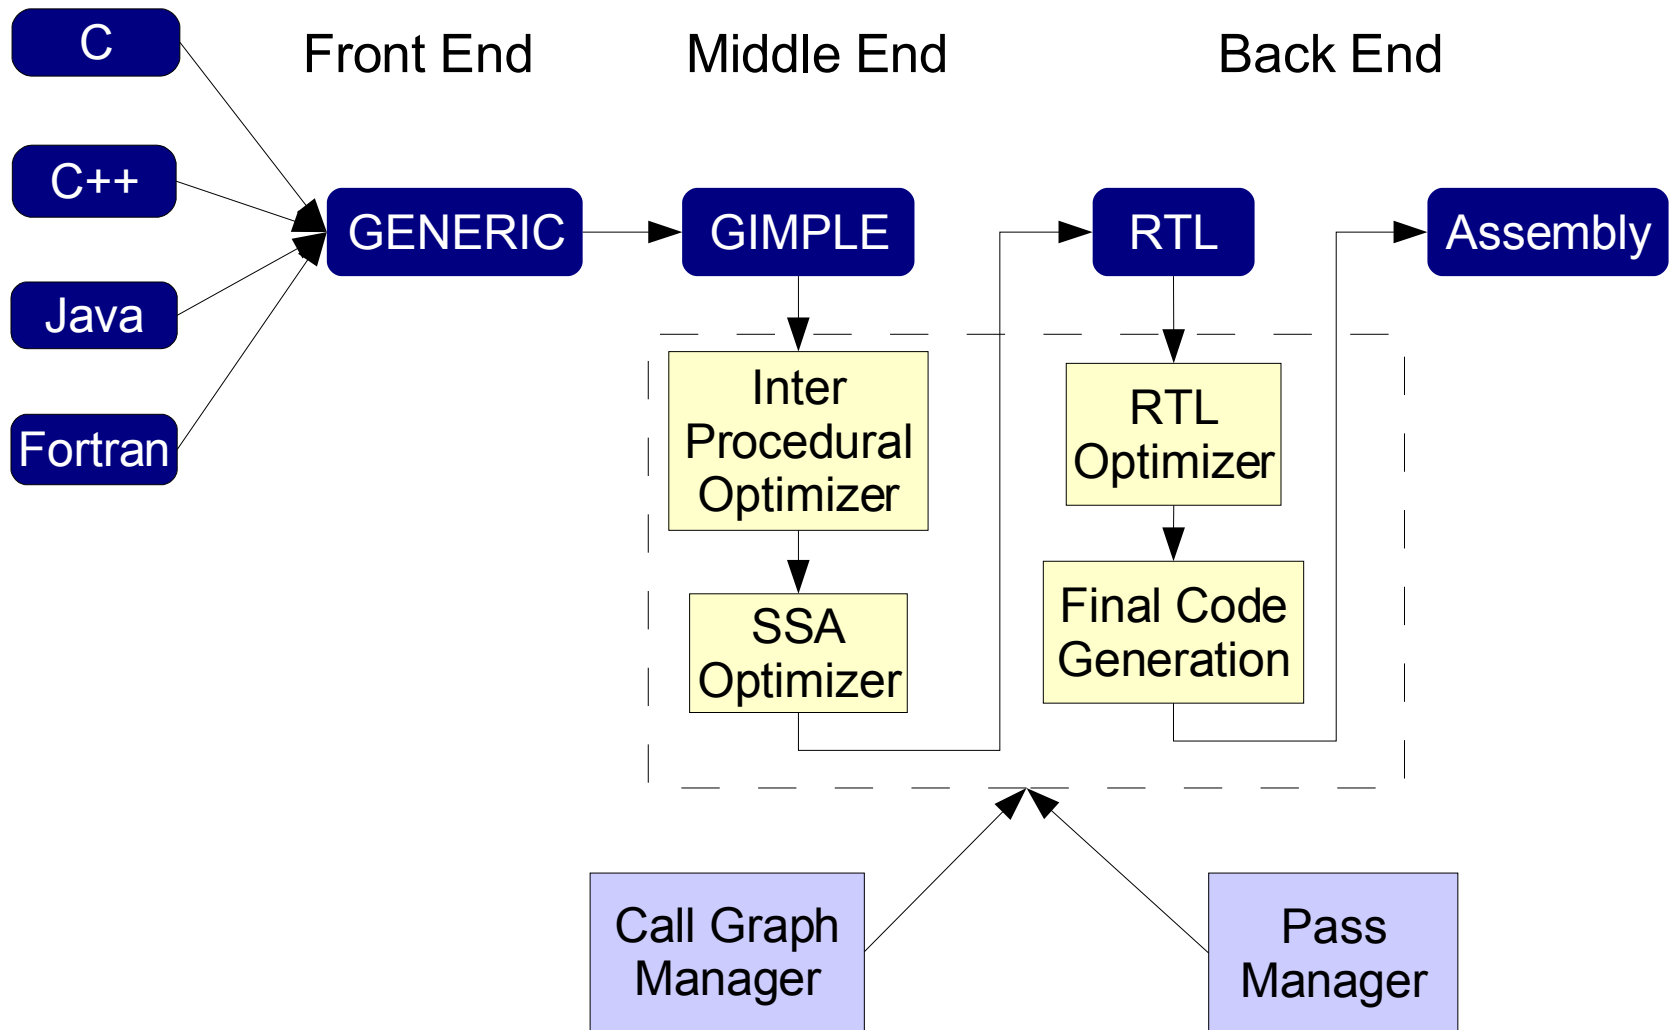 C
Front End
Middle End
Back End
C++
GENERIC
GIMPLE
RTL
Assembly
Java
Fortran
Inter
Procedural
Optimizer
SSA
Optimizer
RTL
Optimizer
Final Code
Generation
Call Graph
Manager
Pass
Manager